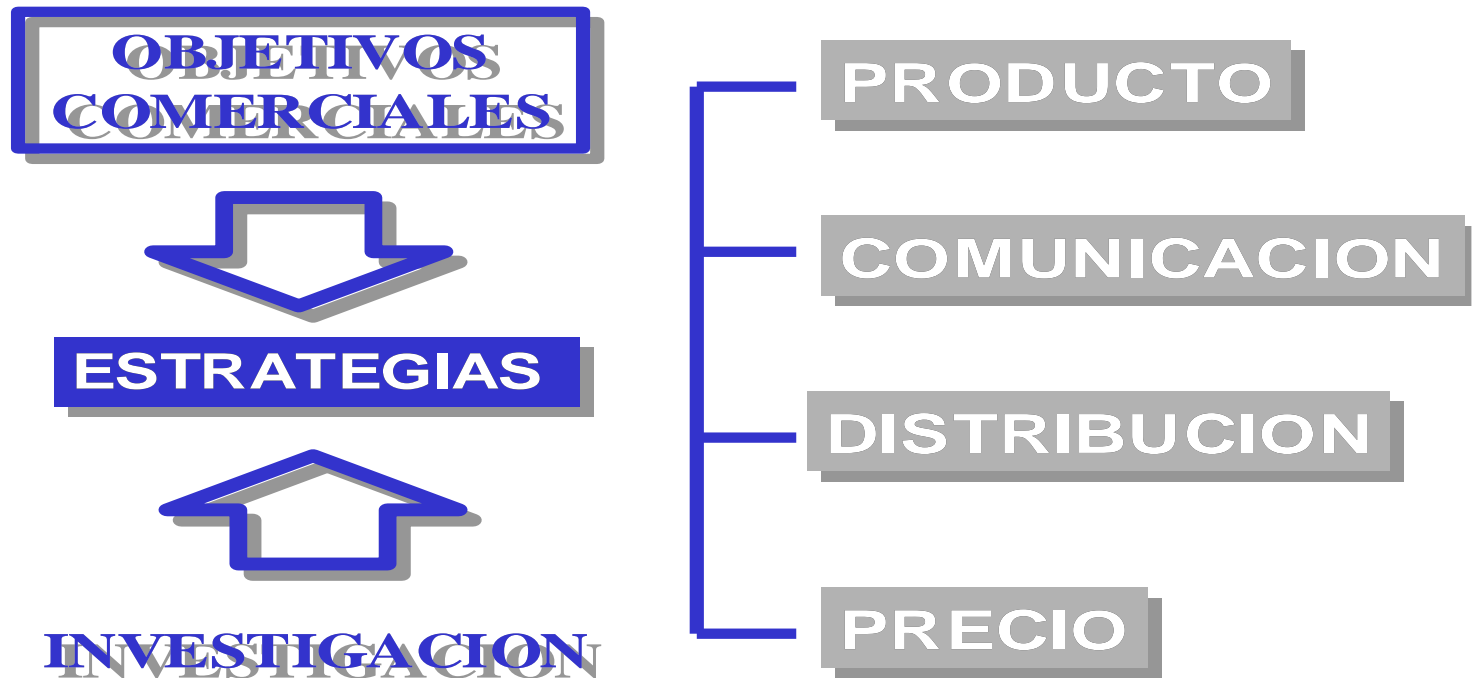 OBJETIVOS
COMERCIALES
ESTRATEGIAS
INVESTIGACION
PRODUCTO
COMUNICACION
DISTRIBUCION
PRECIO